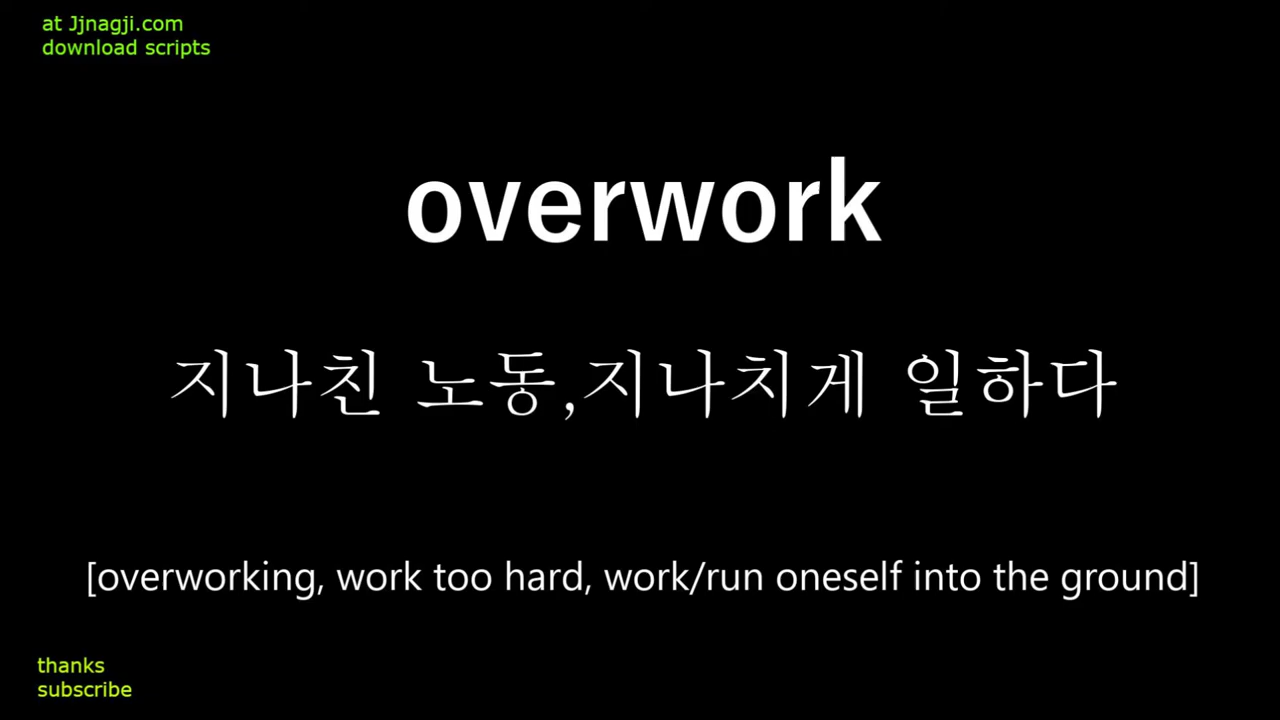 at Jjnagji.com
download scripts
overwork
지나친 노동,지나치게 일하다
[overworking, work too hard, work/run oneself into the ground]
thanks
subscribe